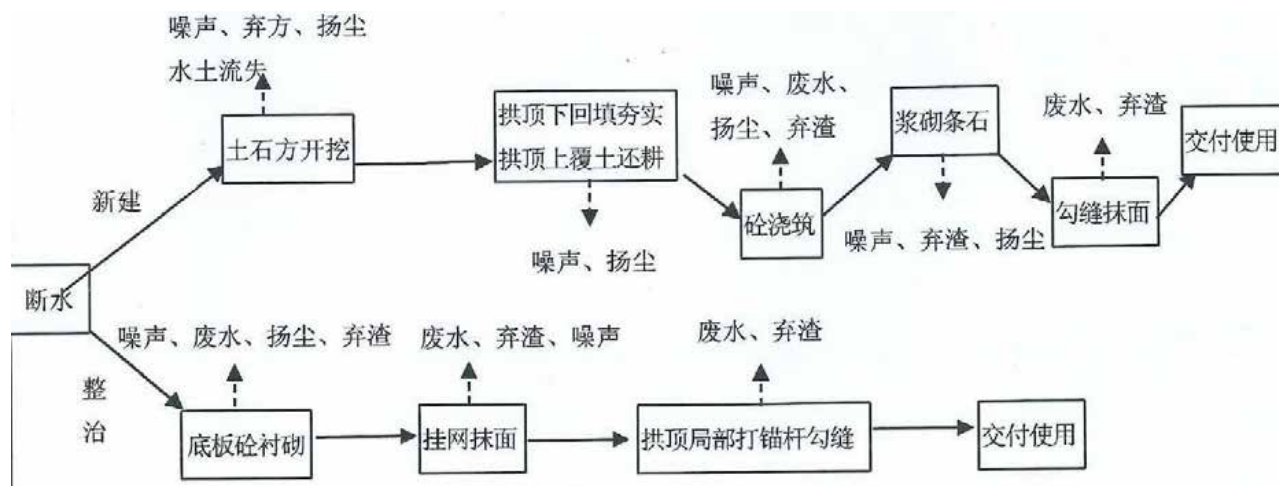 噪声、弃方、扬尘
水土流失
土石方开挖
拱顶下回填夯实
拱顶上覆土还耕
噪声、扬尘
噪声、废水、
扬尘、弃渣
砼浇筑
浆砌条石
噪声、弃渣、扬尘
废水、弃渣
勾缝抹面
交付使用
新建
断水
整
治
噪声、废水、扬尘、弃渣
底板砼衬砌
废水、弃渣、噪声
挂网抹面
废水、弃渣
拱顶局部打锚杆勾缝
交付使用